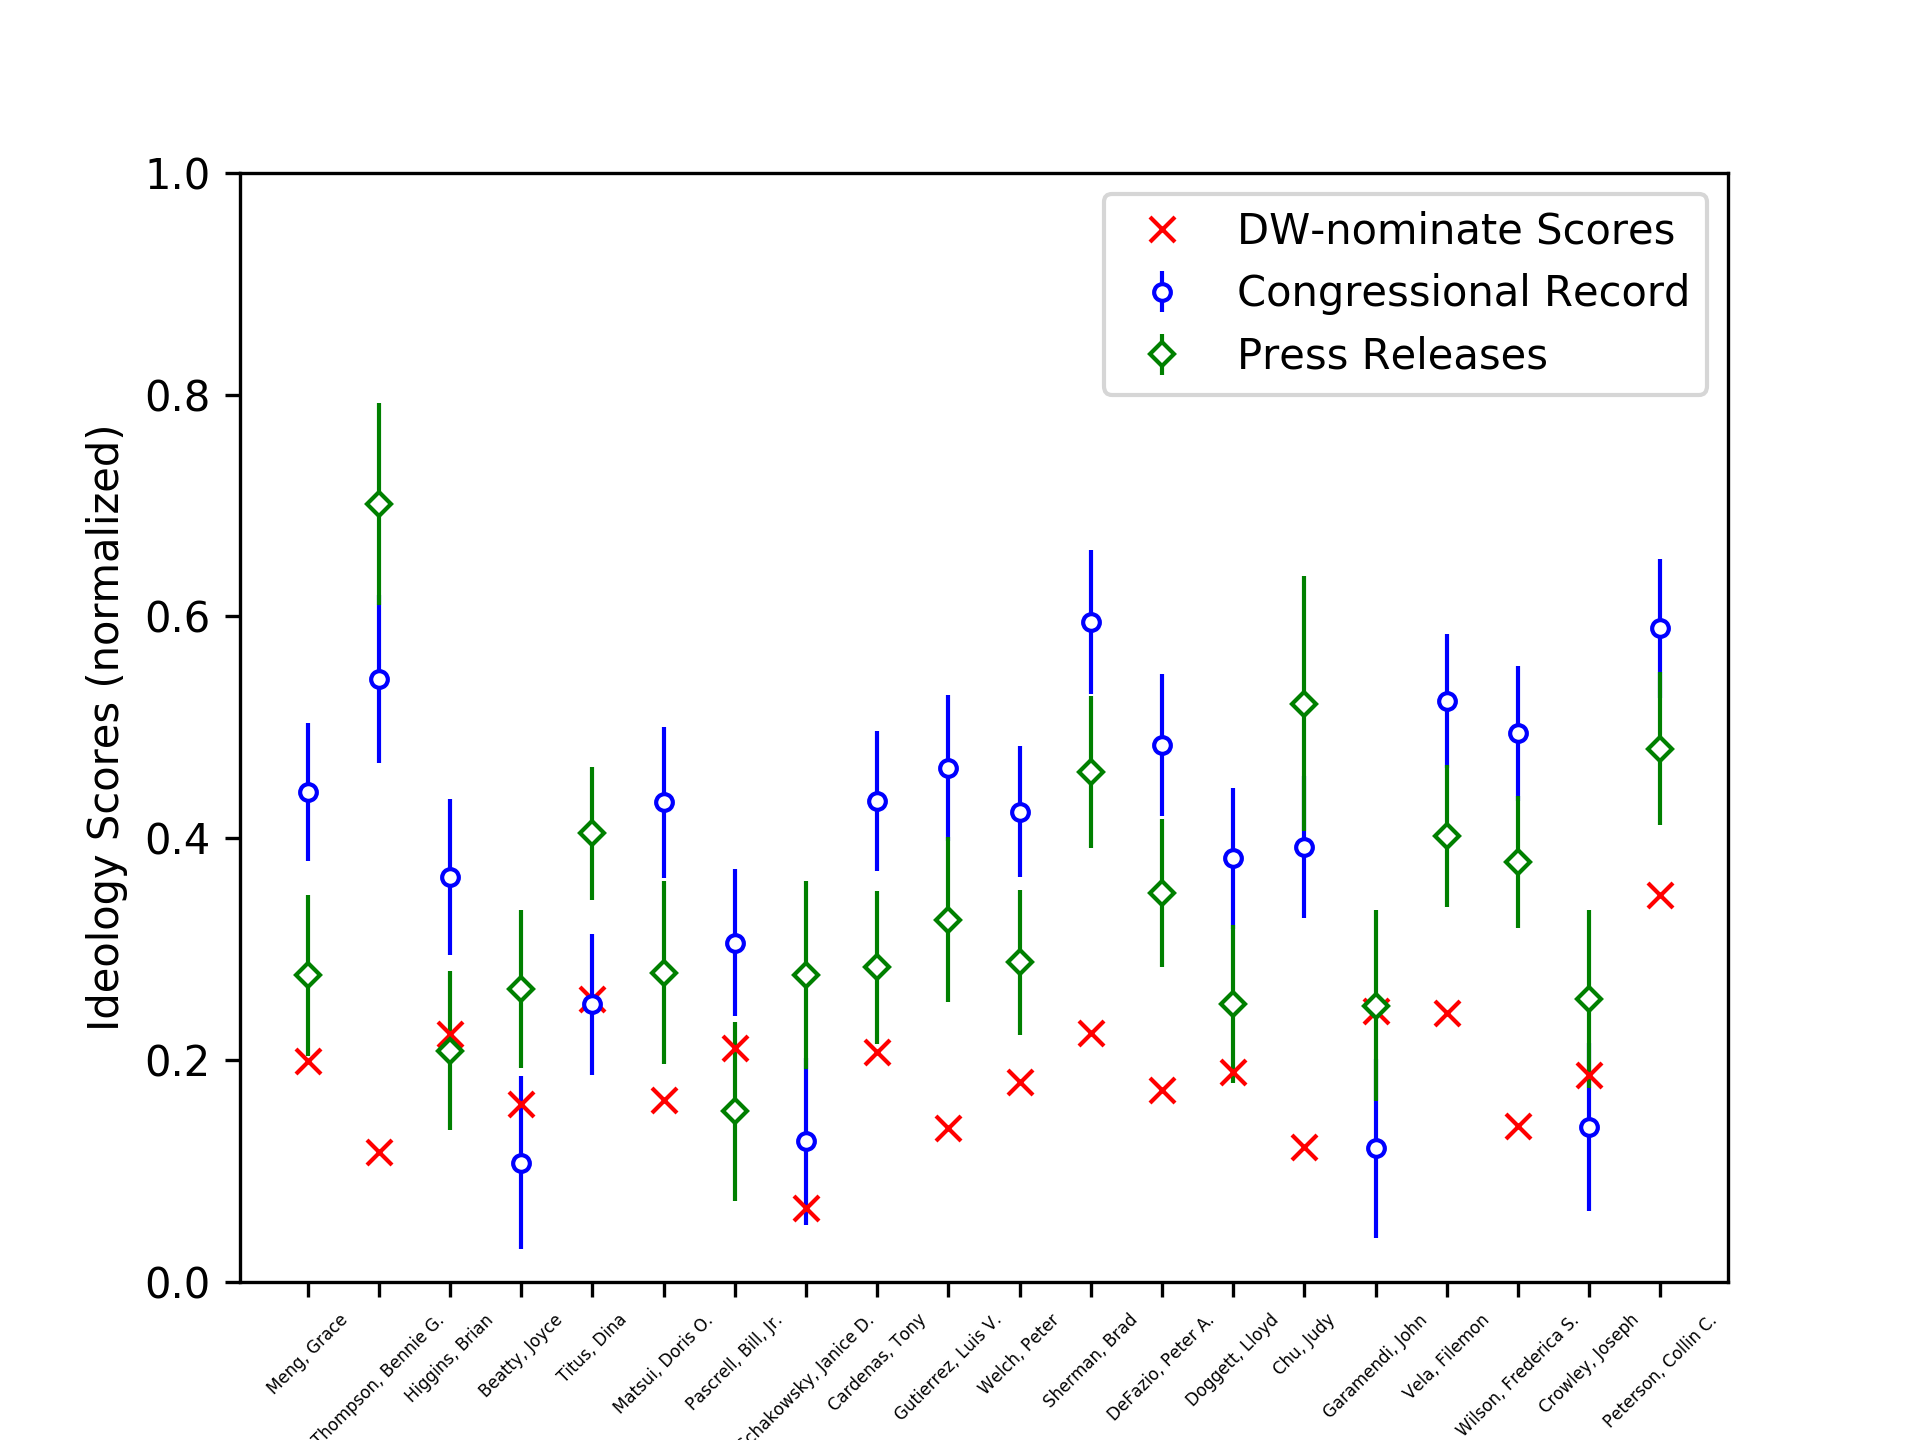 1.0
0.8
0.6
0.4
0.2
0.0
Ideology Scores (normalized)
DW-nominate Scores
Congressional Record
Press Releases
Meng, Grace
Thompson, Bennie G.
Higgins, Brian
Beatty, Joyce
Titus, Dina
Matsui, Doris O.
Pascrell, Bill, Jr.
Schakowsky, Janice D.
Cardenas, Tony
Gutierrez, Luis V.
Welch, Peter
Sherman, Brad
DeFazio, Peter A.
Doggett, Lloyd
Chu, Judy
Garamendi, John
Vela, Filemon
Wilson, Frederica S.
Crowley, Joseph
Peterson, Collin C.